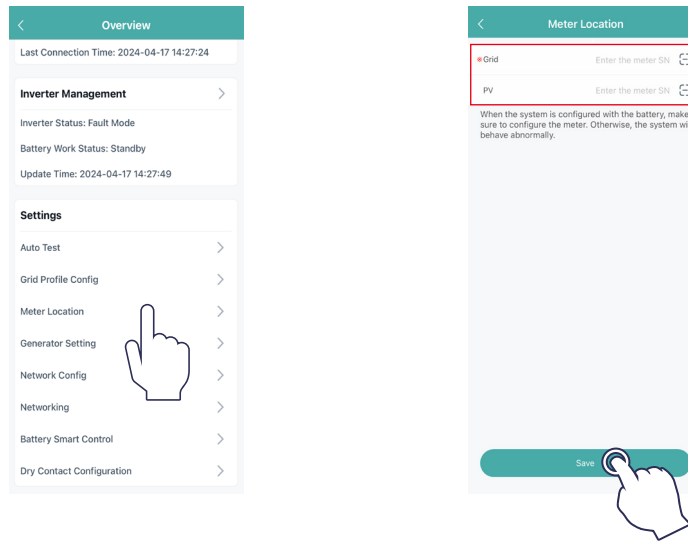 Overview
Last Connection Time: 2024-04-17 14:27:24
Inverter Management
Inverter Status: Fault Mode
Battery Work Status: Standby
Update Time: 2024-04-17 14:27:49
Settings
Auto Test
Grid Profile Config
Meter Location
Generator Setting
Network Config
Networking
Battery Smart Control
Dry Contact Configuration
Meter Location
*Grid Enter the meter SN
PV Enter the meter SN
When the system is configured with the battery, make
sure to configure the meter. Otherwise, the system wi
behave abnormally.
Save